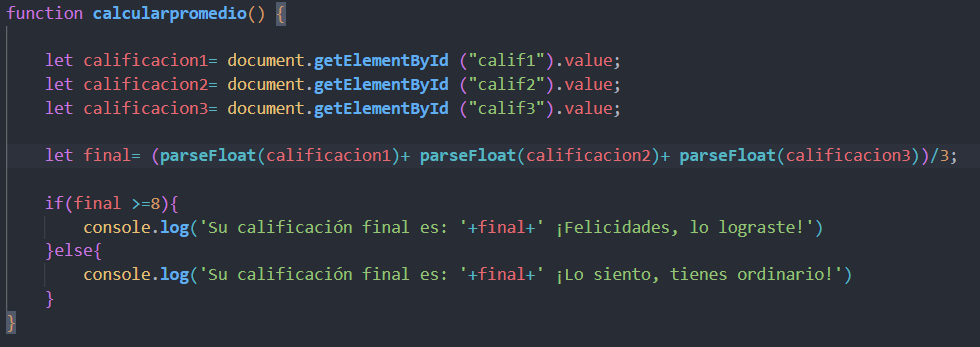 function calcularpromedio() {
let calificacion1= document.getElementById ("calif1").value;
let calificacion2= document.getElementById ("calif2").value;
let calificacion3= document.getElementById ("calif3").value;
let final= (parseFloat(calificacion1)+ parseFloat(calificacion2)+ parseFloat(calificacion3))/3;
if(final >=8){
console.log('Su calificación final es: '+final+' ¡Felicidades, lo lograste!')
}else{
console.log('Su calificación final es: '+final+' ¡Lo siento, tienes ordinario!')
}
}